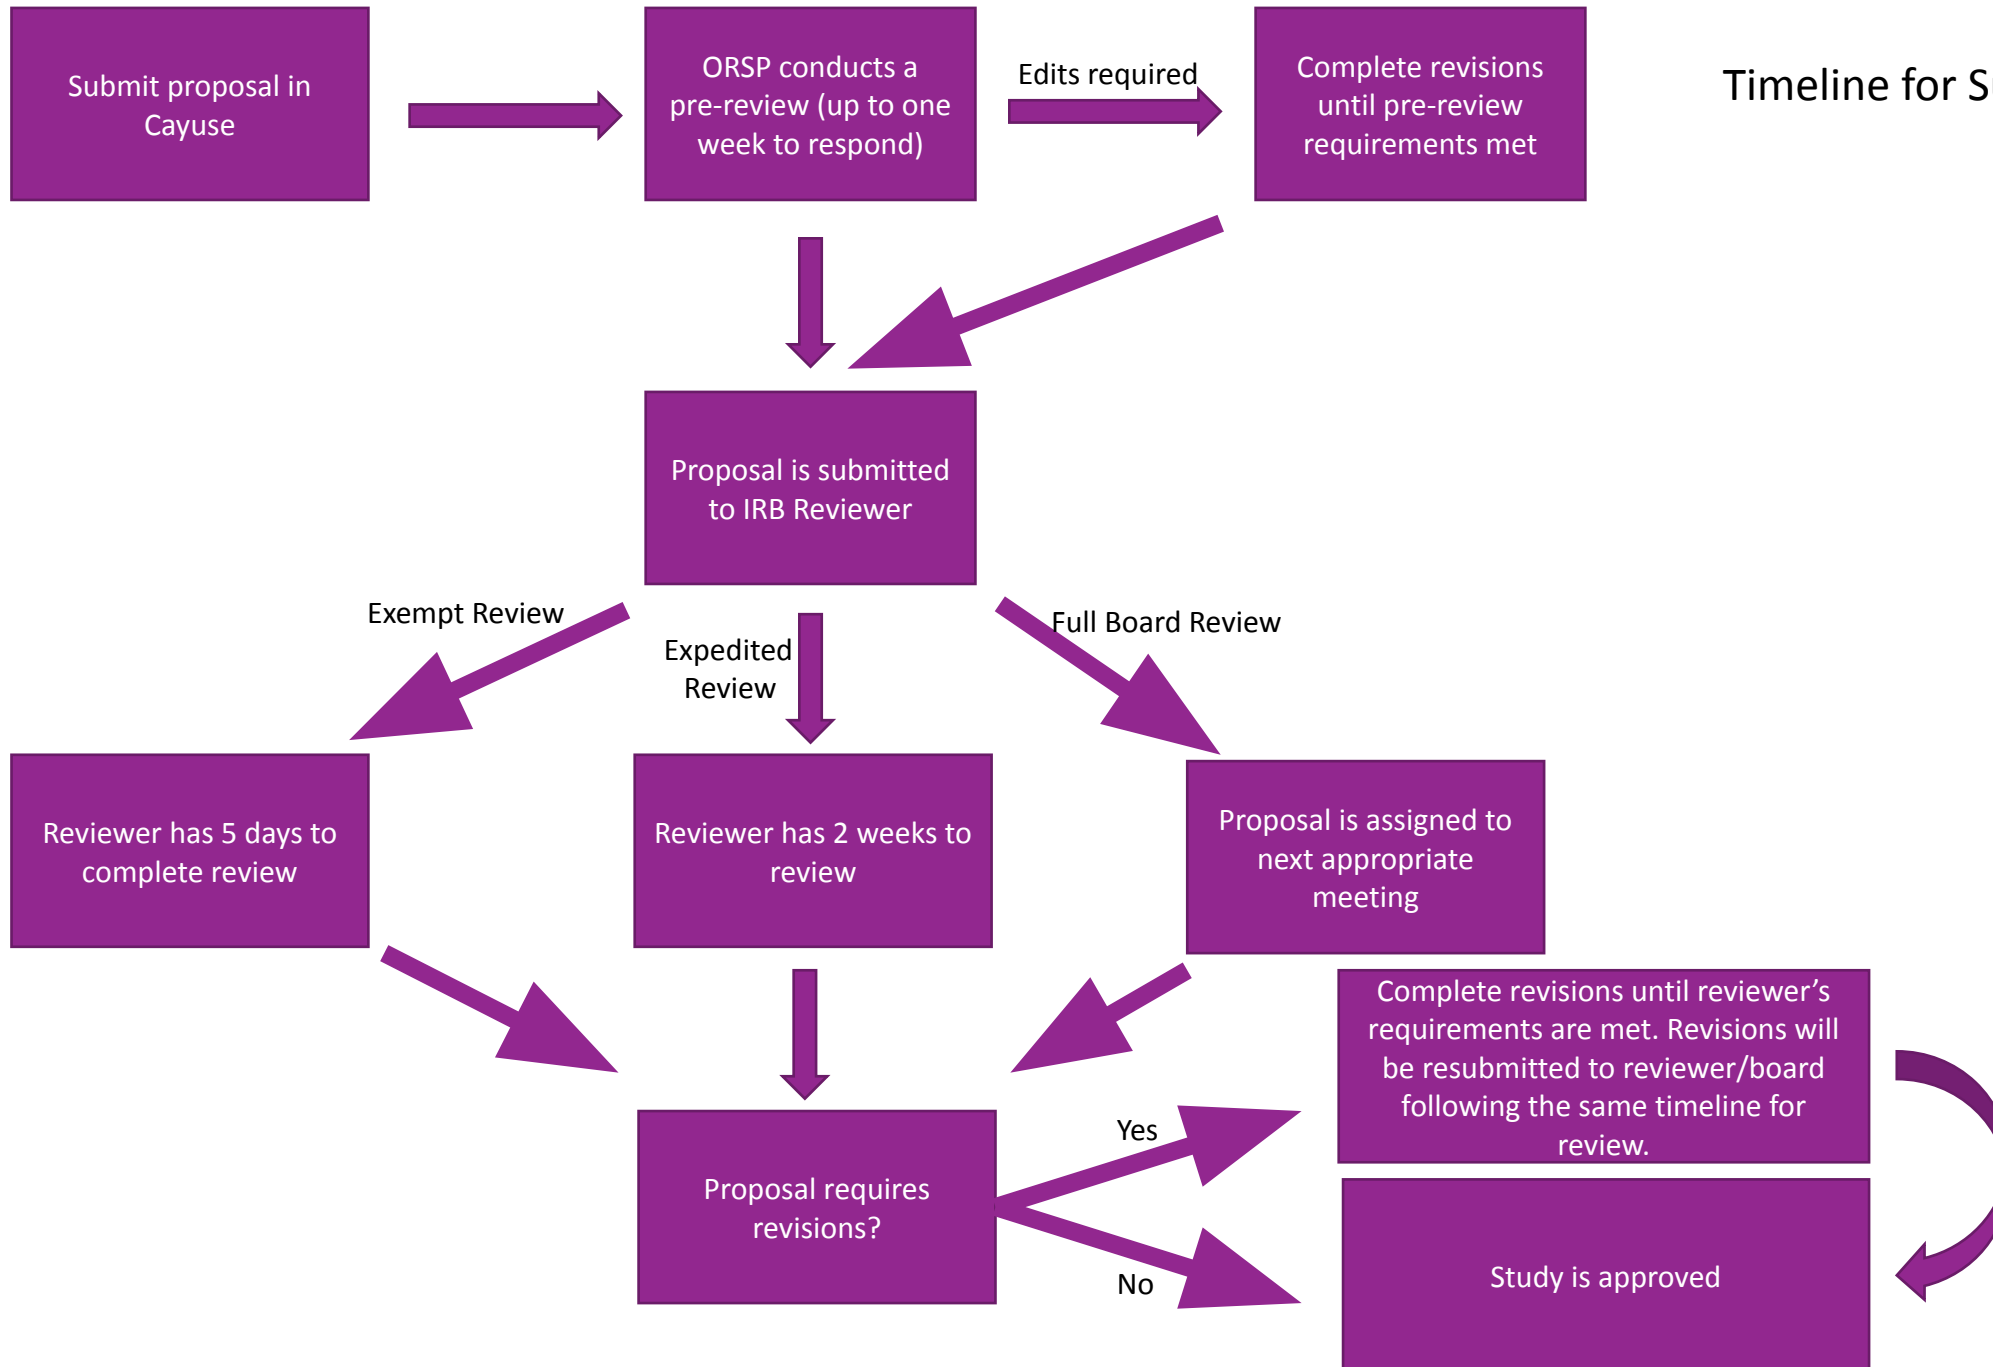 Submit proposal in
Cayuse
ORSP conducts a
pre-review (up to one
week to respond)
Edits required
Complete revisions
until pre-review
requirements met
Timeline for
Proposal is submitted
to IRB Reviewer
Exempt Review
Expedited
Review
Full Board Review
Reviewer has 5 days to
complete review
Reviewer has 2 weeks to
review
Proposal is assigned to
next appropriate
meeting
Proposal requires
revisions?
Yes
No
Complete revisions until reviewer’s
requirements are met. Revisions will
be resubmitted to reviewer/board
following the same timeline for
review.
Study is approved